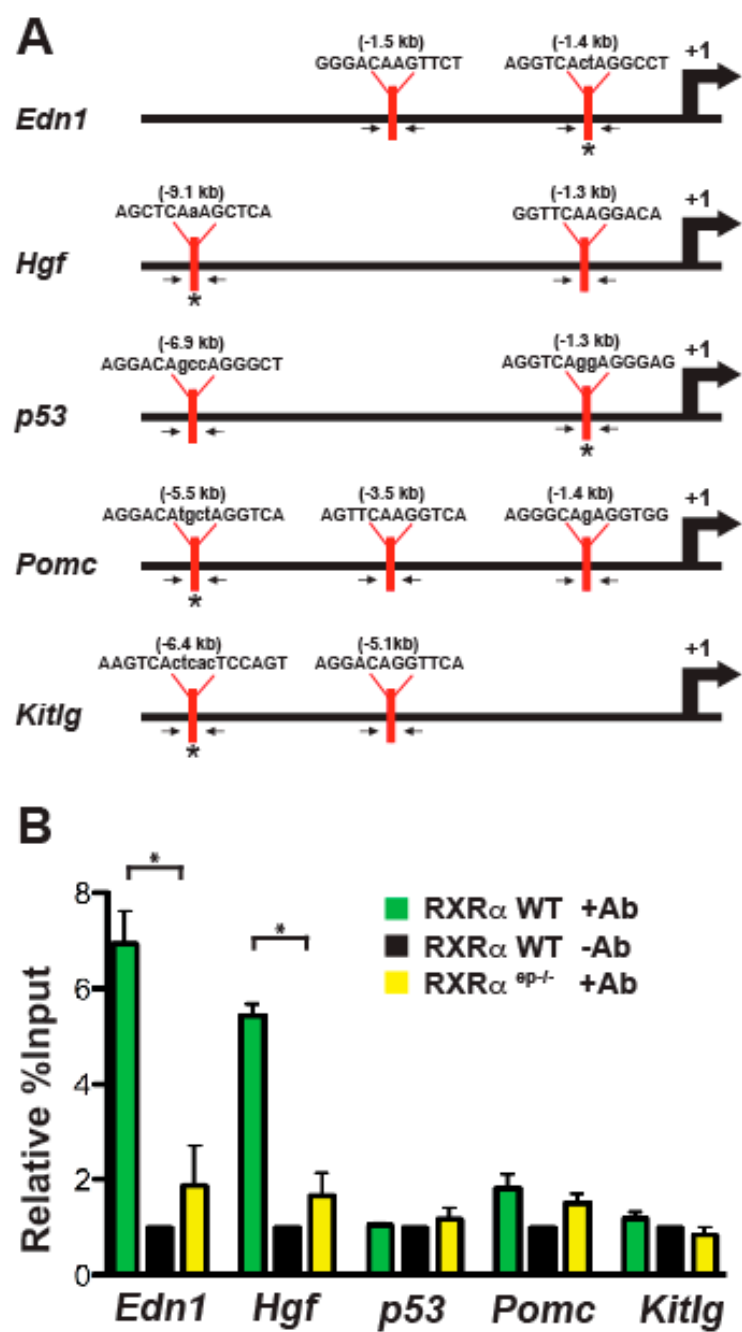 A
(-1.5 kb) (-1.4 kb)
GGGACAAGTTCT AGGTCActAGGCCT +1
Edn1
*
(-9.1 kb) (-1.3 kb)
AGCTCAaAGCTCA GGTTCAAGGACA +1
Hgf
*
(-6.9 kb) (-1.3 kb)
AGGACAgccAGGGCT AGGTCAggAGGGAG +1
p53
*
(-5.5 kb) (-3.5 kb) (-1.4 kb)
AGGACAtgctAGGTCA AGTTCAAGGTCA AGGGCAgAGGTGG +1
Pomc
*
(-6.4 kb) (-5.1kb)
AAGTCActcacTCCAGT AGGACAGGTTCA +1
Kitlg
*
B
*
*
8
6
4
2
0
Relative %Input
RXRα WT +Ab
RXRα WT -Ab
RXRα ep-/- +Ab
Edn1 Hgf p53 Pomc Kitlg